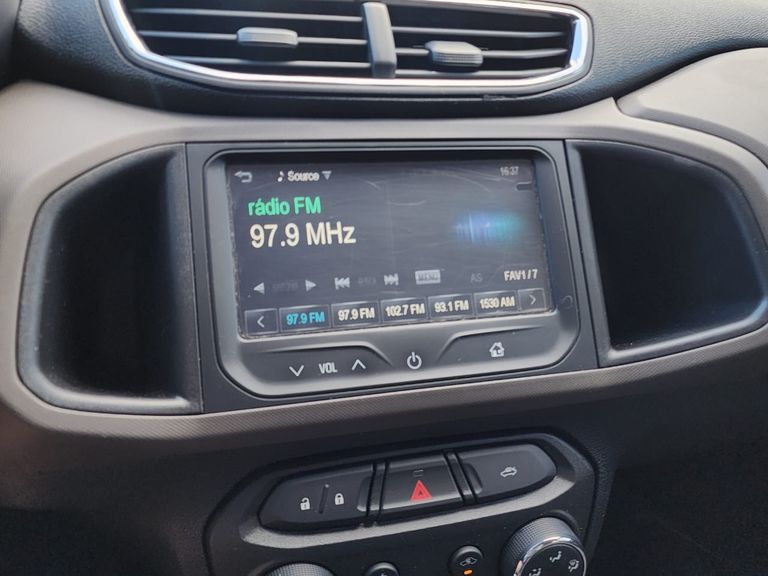 Source 16:37
rádio FM
97.9 MHz
MENU AS FAV1/7
97.9 FM 97.9 FM 102.7 FM 93.1 FM 1530 AM
VOL